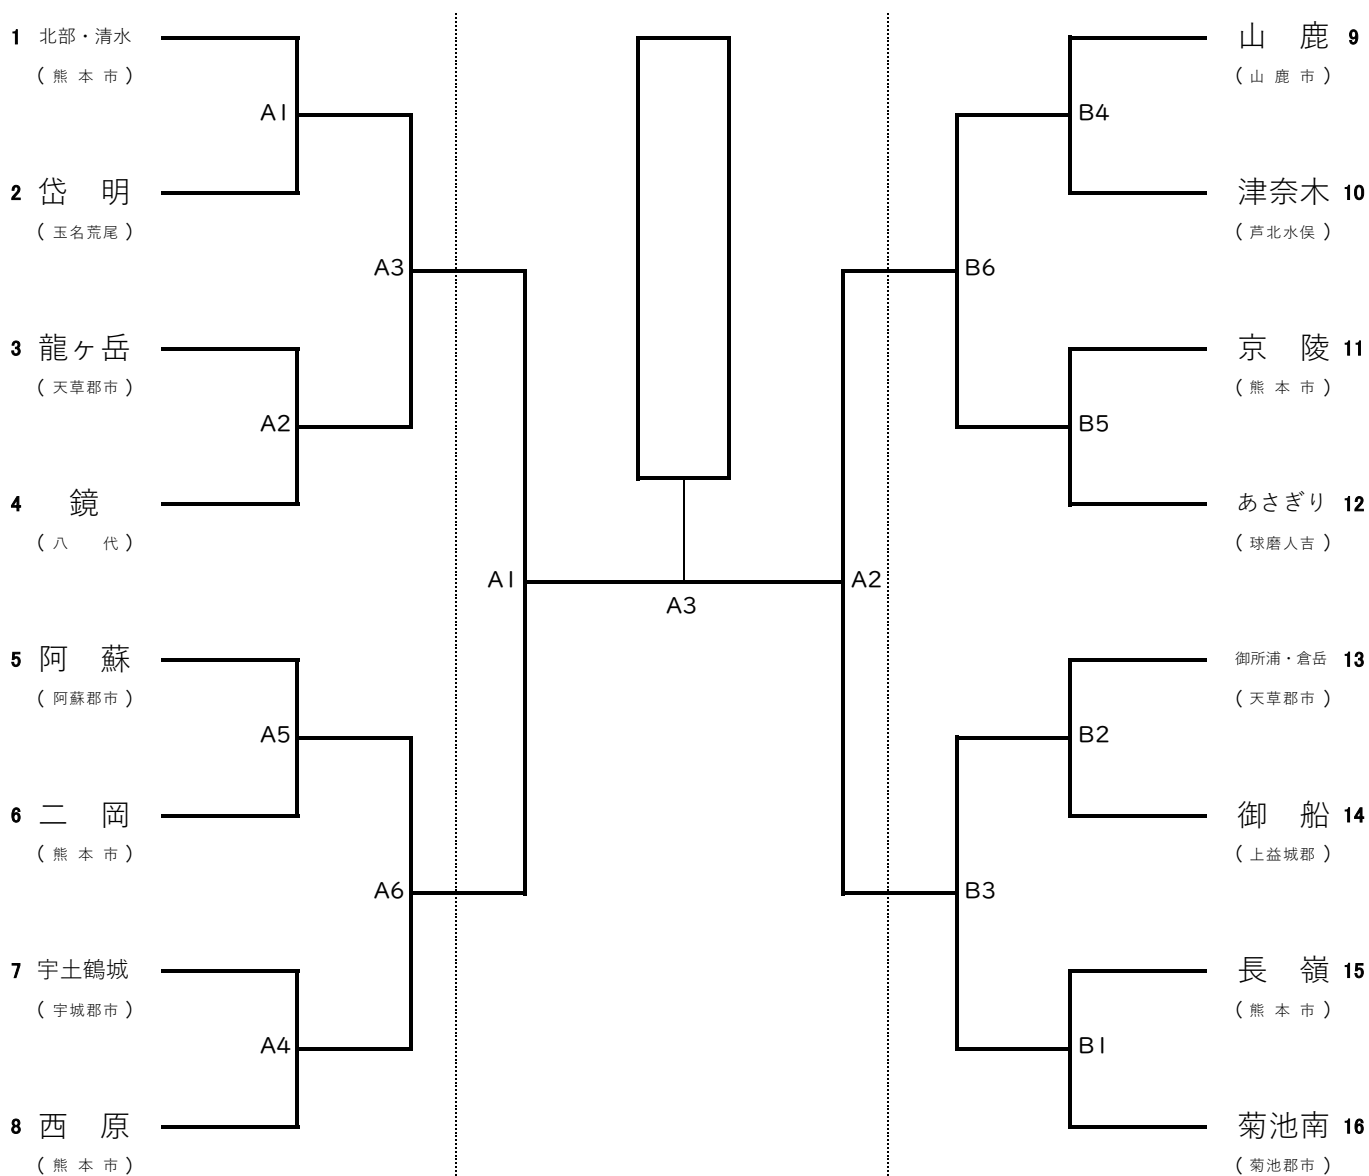 1 北部・清水
（熊本市）
A1
2 岱明
（玉名荒尾）
A3
3 龍ヶ岳
（天草郡市）
A2
4 鏡
（八代）
A1
5 阿蘇
（阿蘇郡市）
A5
6 二岡
（熊本市）
A6
7 宇土鶴城
（宇城郡市）
A4
8 西原
（熊本市）
A3
山鹿 9
（山鹿市）
B4
津奈木 10
（芦北水俣）
B6
京陵 11
（熊本市）
B5
あさぎり 12
（球磨人吉）
A2
御所浦・倉岳 13
（天草郡市）
B2
御船 14
（上益城郡）
B3
長嶺 15
（熊本市）
B1
菊池南 16
（菊池郡市）